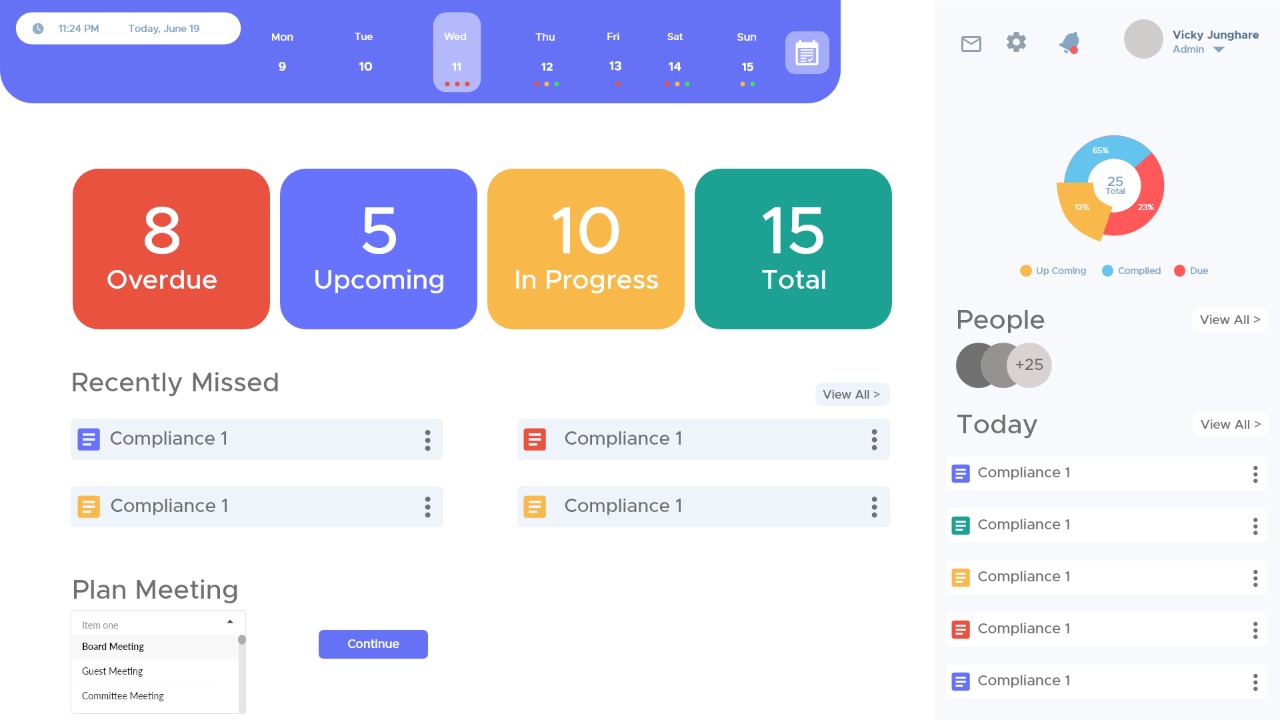 11:24 PM Today, June 19
Mon Tue Wed Thu Fri Sat Sun
9 10 11 12 13 14 15
Vicky Junghare
Admin
8
Overdue
5
Upcoming
10
In Progress
15
Total
65%
25
Total
12%
23%
Up Coming Compliled Due
Recently Missed
View All >
Compliance 1
Compliance 1
Compliance 1
Compliance 1
Plan Meeting
Item one
Board Meeting
Guest Meeting
Committee Meeting
Continue
People
View All >
+25
Today
View All >
Compliance 1
Compliance 1
Compliance 1
Compliance 1
Compliance 1